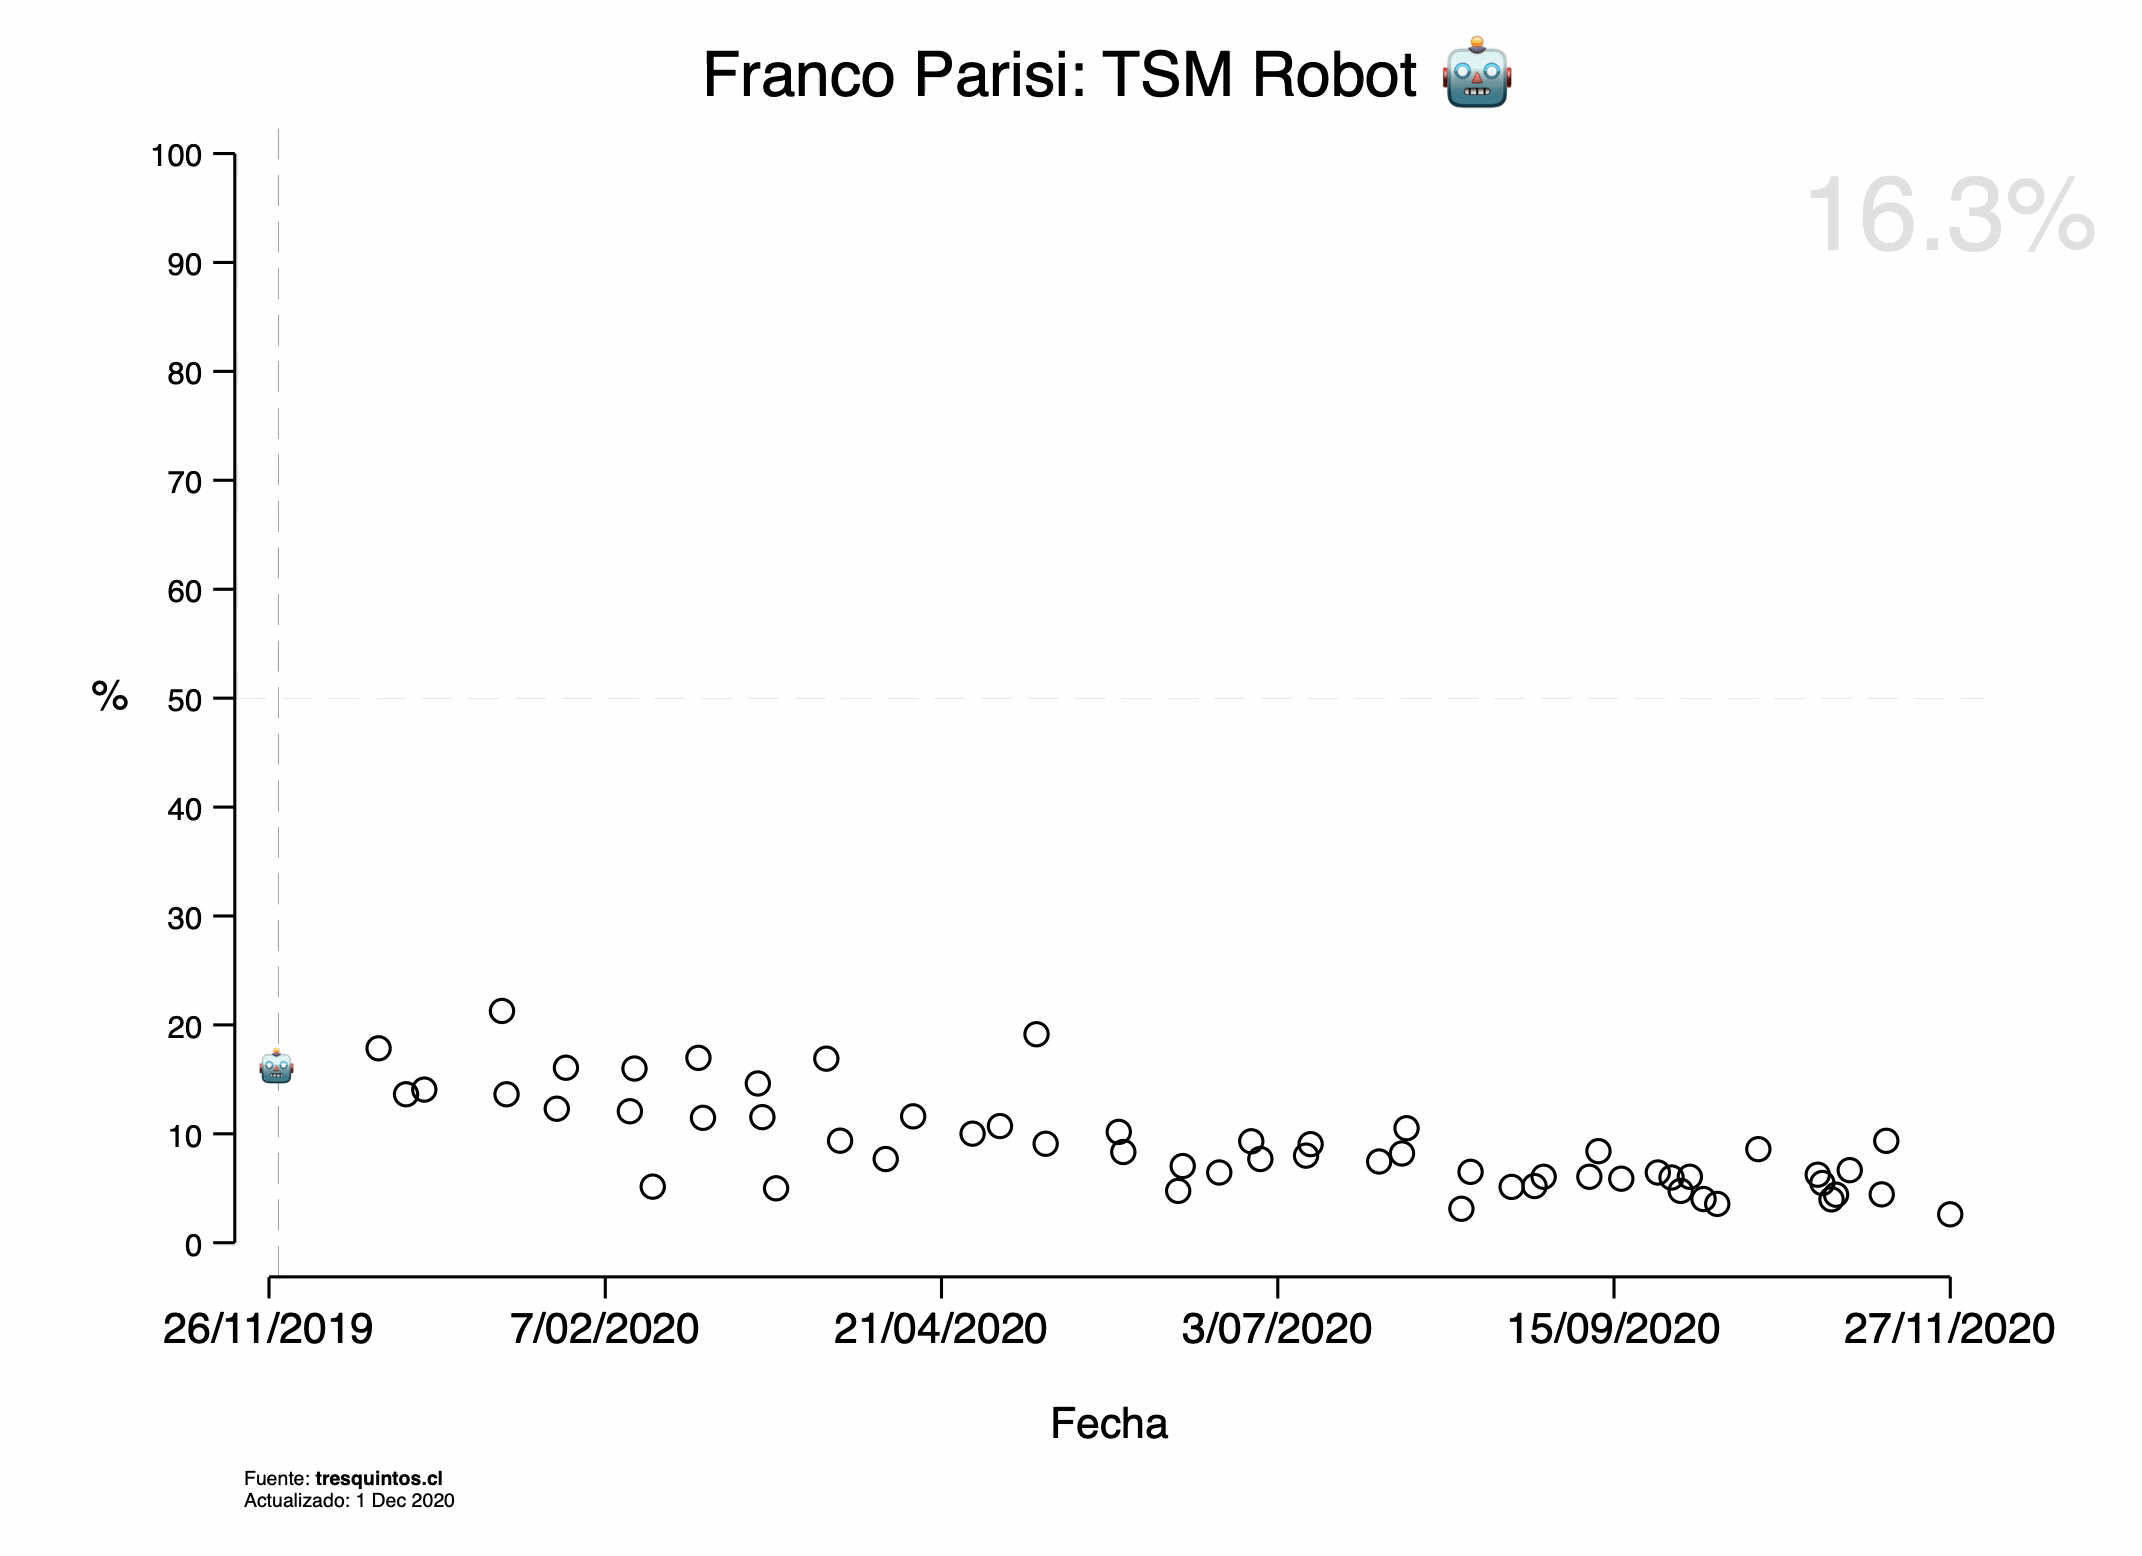 Franco Parisi: TSM Robot 🤖
16.3%
100
90
80
70
60
% 50
40
30
20
10
0
26/11/2019 7/02/2020 21/04/2020 3/07/2020 15/09/2020 27/11/2020
Fecha
Fuente: tresquintos.cl
Actualizado: 1 Dec 2020